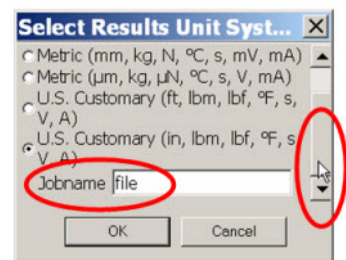 Select Results Unit Syst...
Metric (mm, kg, N, ºC, s, mV, mA)
Metric (µm, kg, µN, ºC, s, V, mA)
U.S. Customary (ft, lbm, lbf, ºF, s,
V, A)
U.S. Customary (in, lbm, lbf, ºF, s,
V, A)
Jobname file
OK Cancel